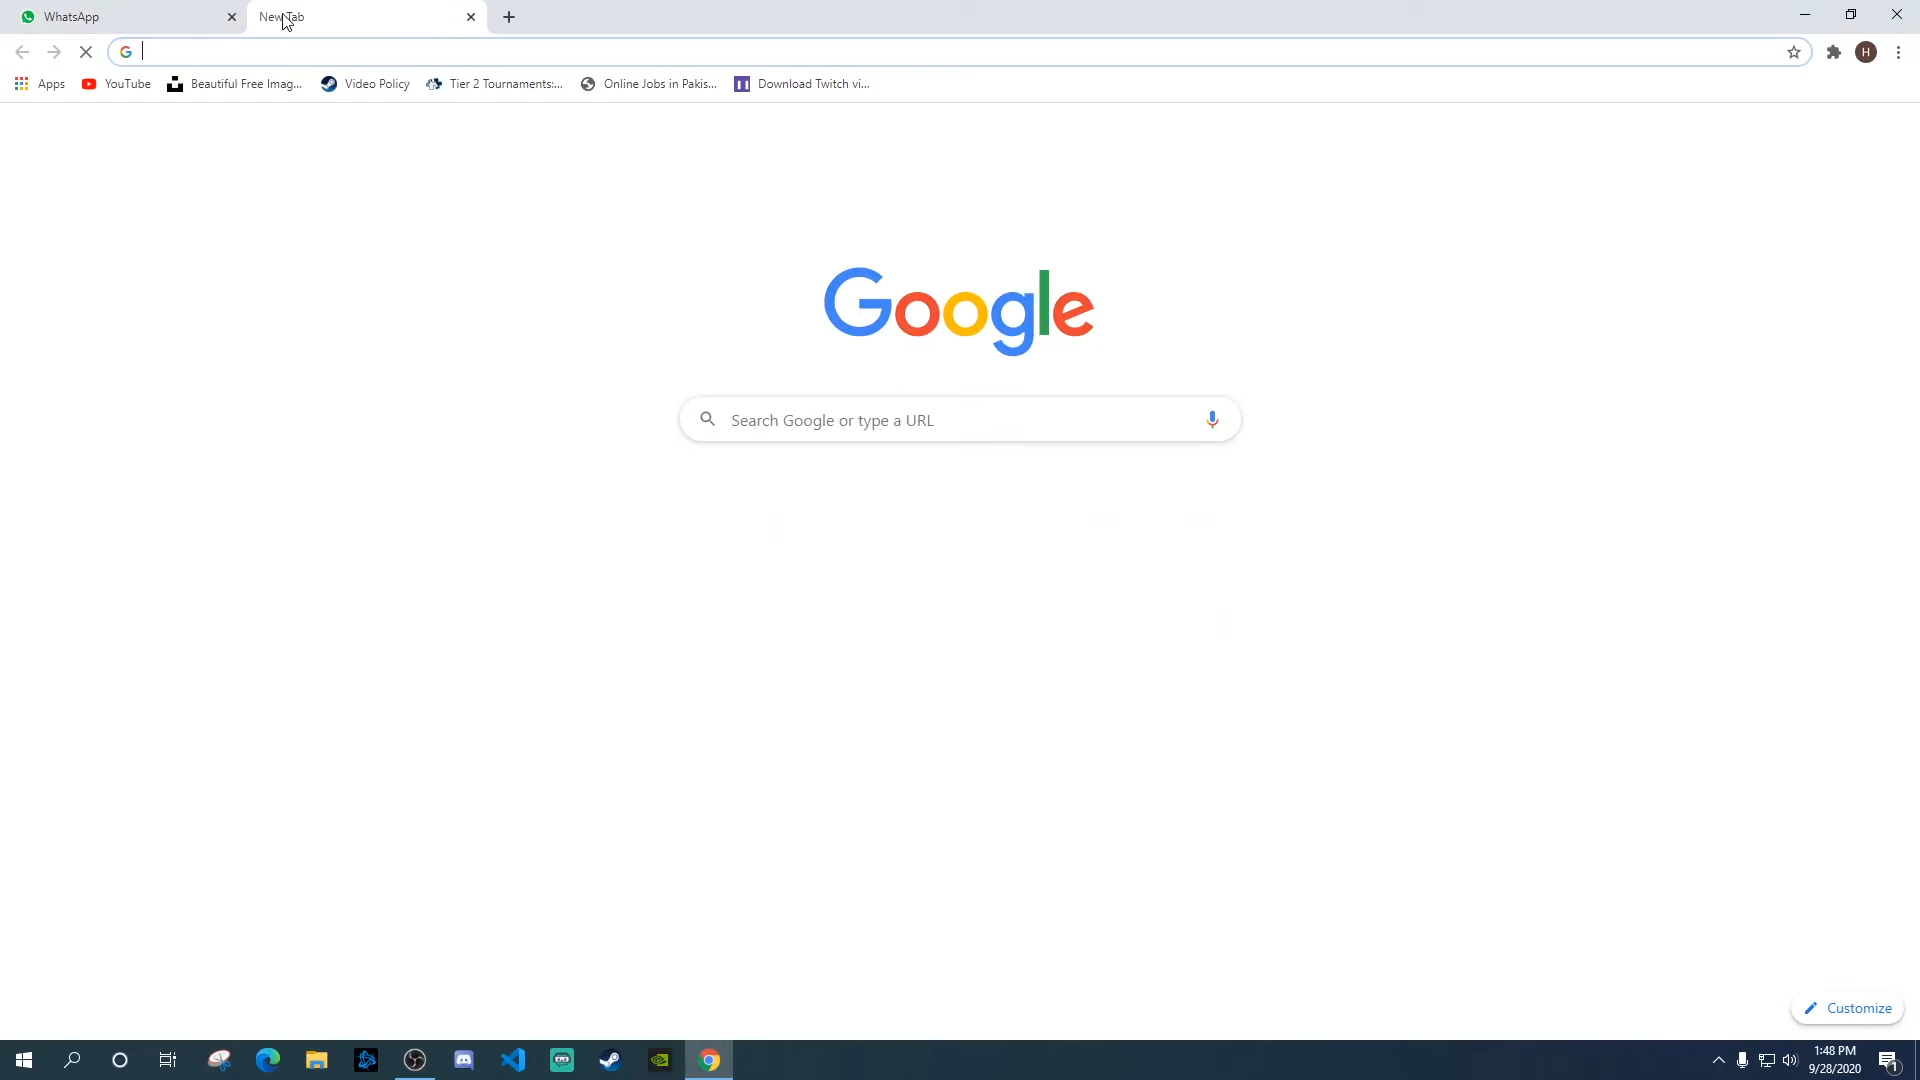 WhatsApp
New Tab
Apps
YouTube
Beautiful Free Imag...
Video Policy
Tier 2 Tournaments:...
Online Jobs in Pakis...
Download Twitch vi...
H
Google
Search Google or type a URL
Customize
1:48 PM
9/28/2020
1